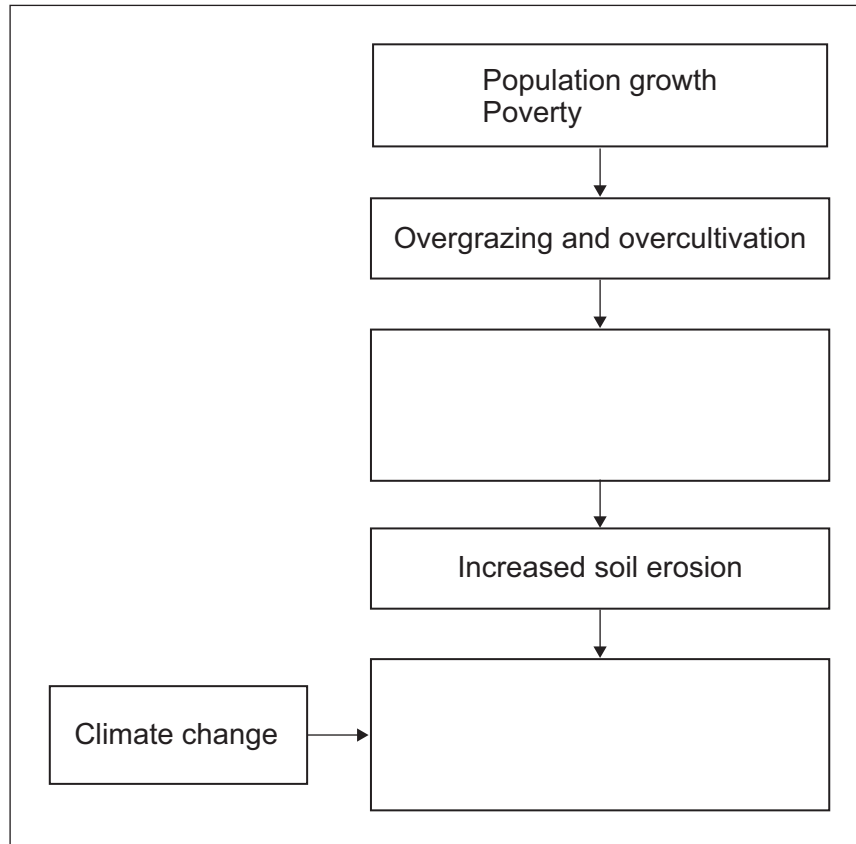 Population growth
Poverty
Overgrazing and overcultivation
Increased soil erosion
Climate change